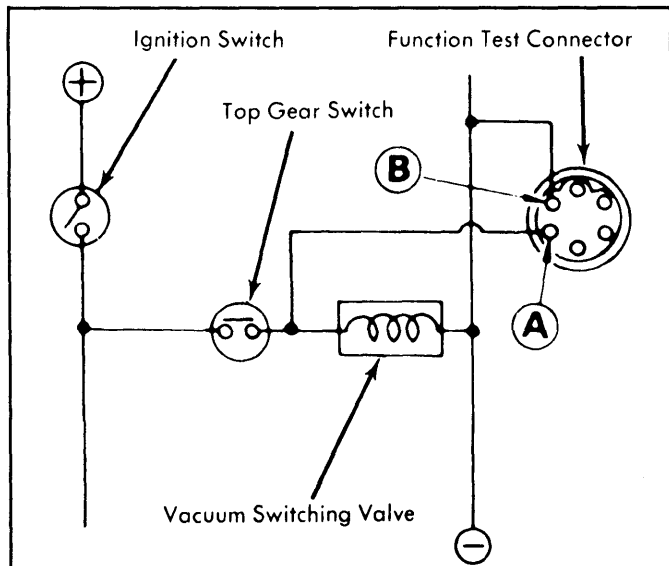 Ignition Switch
Function Test Connector
+
Top Gear Switch
B
A
Vacuum Switching Valve
−